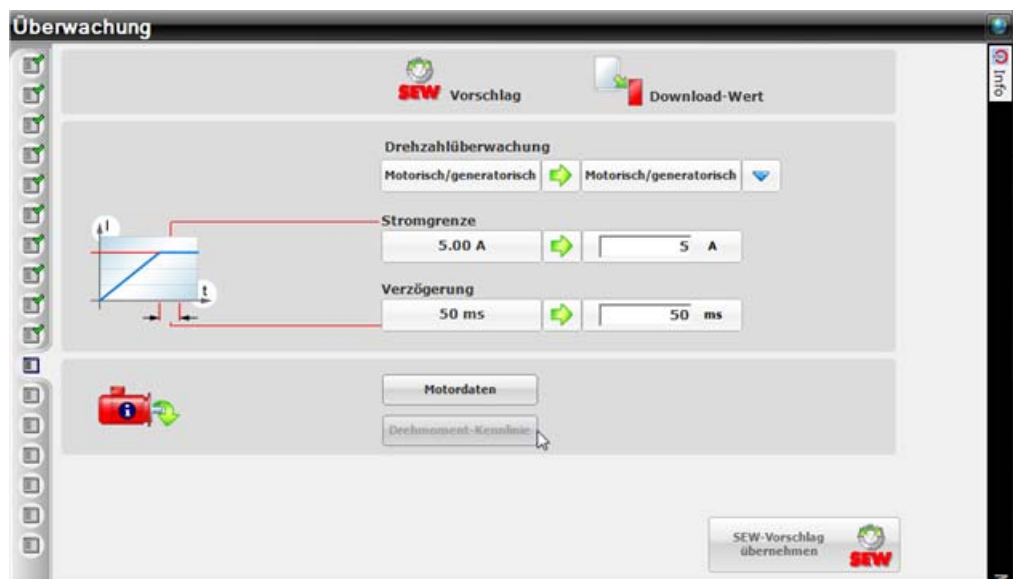 Überwachung
Info
SEW Vorschlag
Download-Wert
Drehzahlüberwachung
Motorisch/generatorisch
Motorisch/generatorisch
I
Stromgrenze
5.00 A
5 A
t
Verzögerung
50 ms
50 ms
i
Motordaten
Drehmoment-Kennlinie
SEW-Vorschlag
übernehmen
SEW